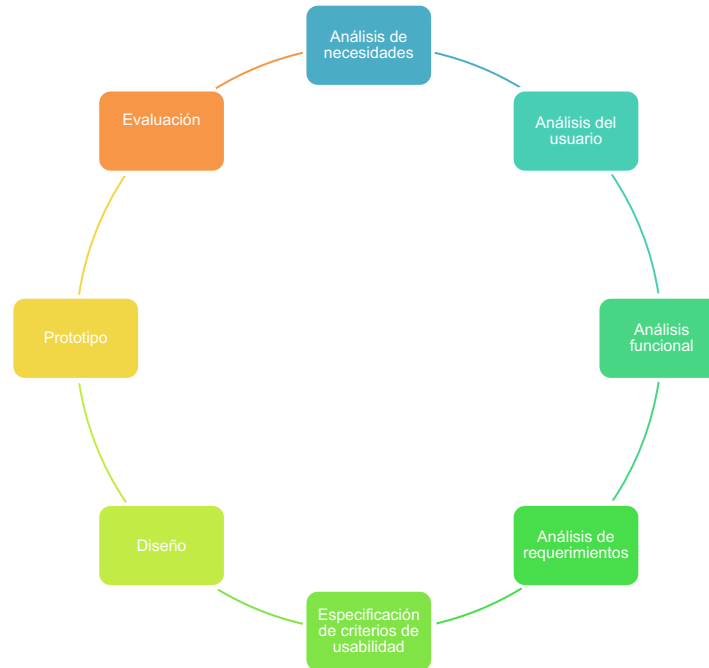 Análisis de
necesidades
Análisis del
usuario
Análisis
funcional
Análisis de
requerimientos
Especificación
de criterios de
usabilidad
Diseño
Prototipo
Evaluación